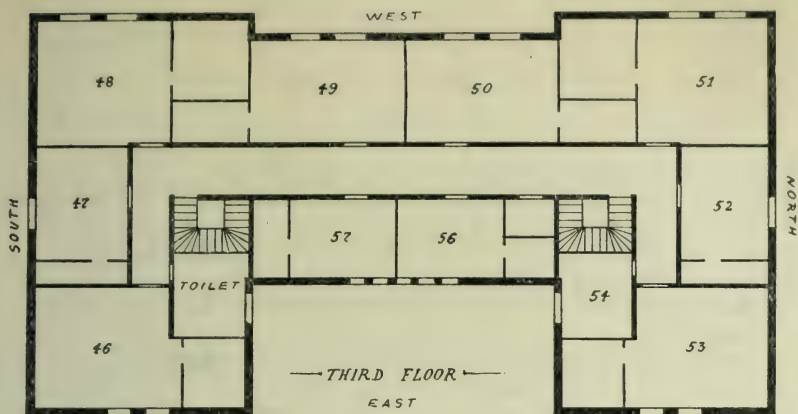 WEST
48
49
50
51
47
52
SOUTH
NORTH
57
56
TOILET
54
46
53
THIRD FLOOR
EAST